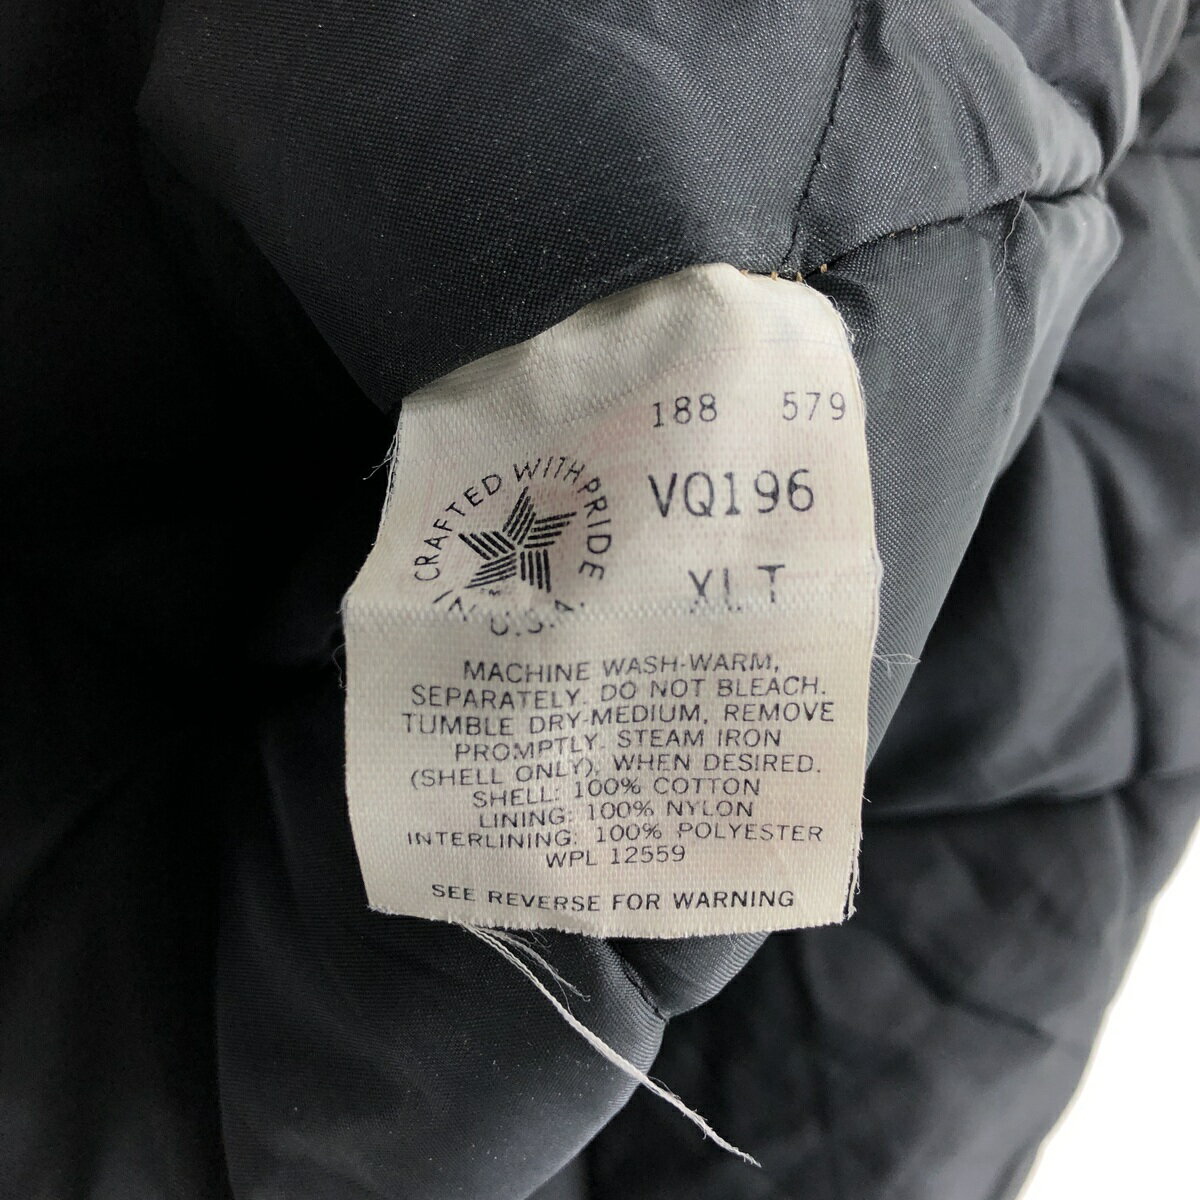 188 579
CRAFTED WITH PRIDE
IN U.S.A.
VQ196
XLT
MACHINE WASH-WARM,
SEPARATELY. DO NOT BLEACH.
TUMBLE DRY-MEDIUM, REMOVE
PROMPTLY. STEAM IRON
(SHELL ONLY), WHEN DESIRED.
SHELL: 100% COTTON
LINING: 100% NYLON
INTERLINING: 100% POLYESTER
WPL 12559
SEE REVERSE FOR WARNING